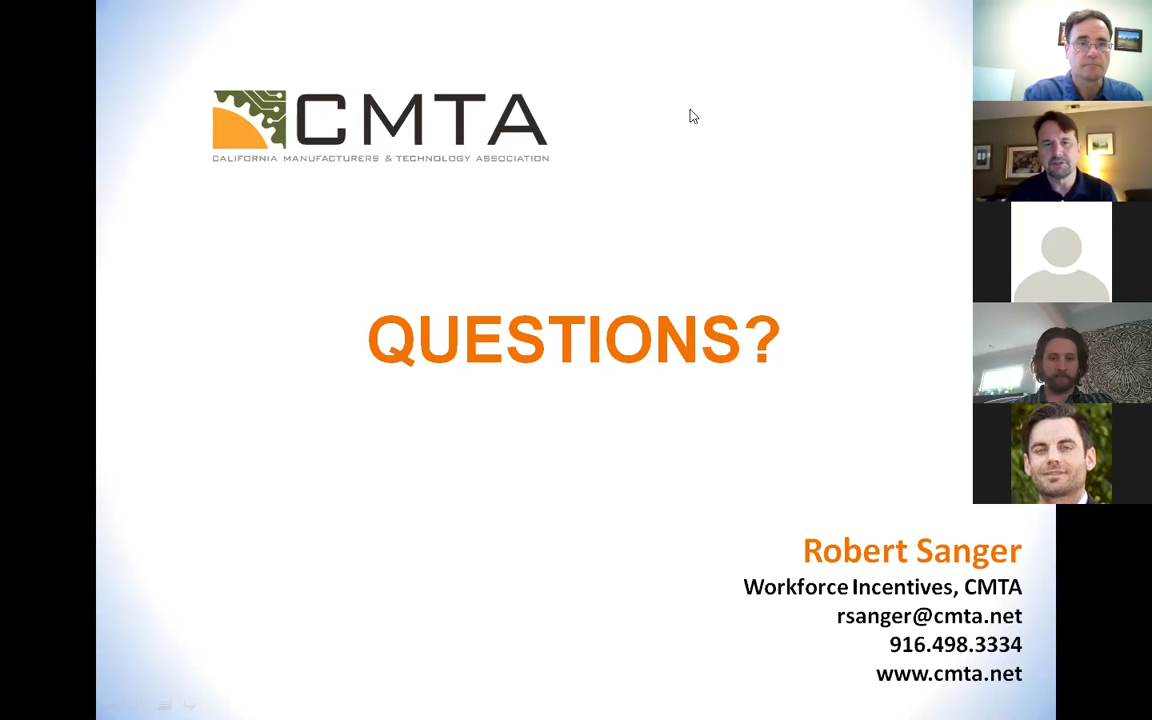 CMTA
CALIFORNIA MANUFACTURERS & TECHNOLOGY ASSOCIATION
QUESTIONS?
Robert Sanger
Workforce Incentives, CMTA
rsanger@cmta.net
916.498.3334
www.cmta.net